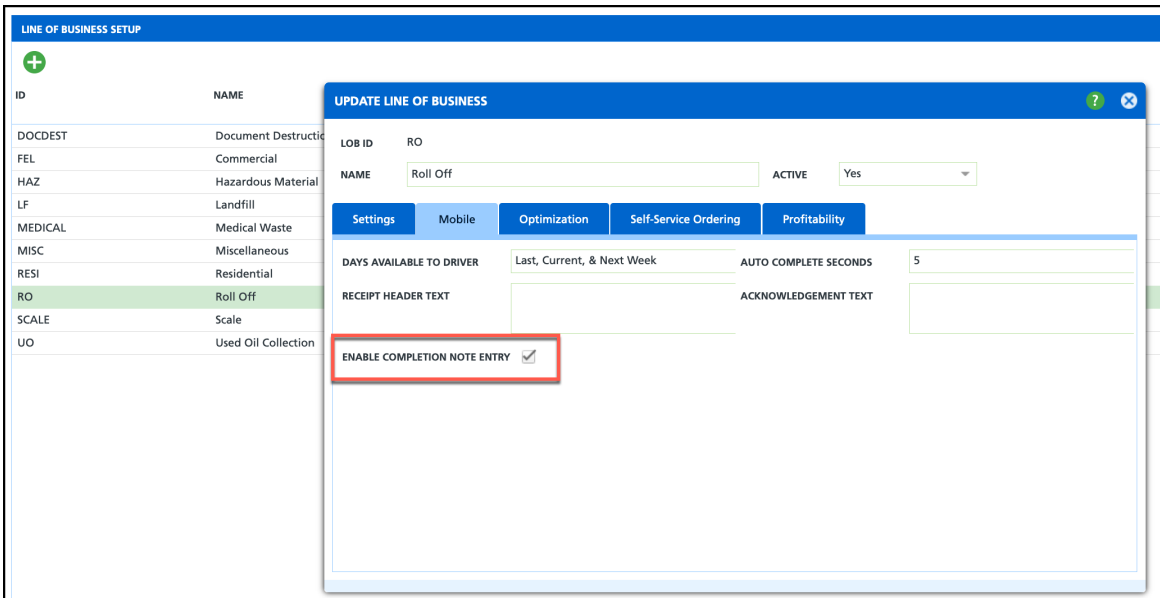 LINE OF BUSINESS SETUP
ID NAME
DOCDEST Document Destructio
FEL Commercial
HAZ Hazardous Material
LF Landfill
MEDICAL Medical Waste
MISC Miscellaneous
RESI Residential
RO Roll Off
SCALE Scale
UO Used Oil Collection
UPDATE LINE OF BUSINESS ?
LOB ID RO
NAME Roll Off ACTIVE Yes
Settings Mobile Optimization Self-Service Ordering Profitability
DAYS AVAILABLE TO DRIVER Last, Current, & Next Week AUTO COMPLETE SECONDS 5
RECEIPT HEADER TEXT ACKNOWLEDGEMENT TEXT
ENABLE COMPLETION NOTE ENTRY